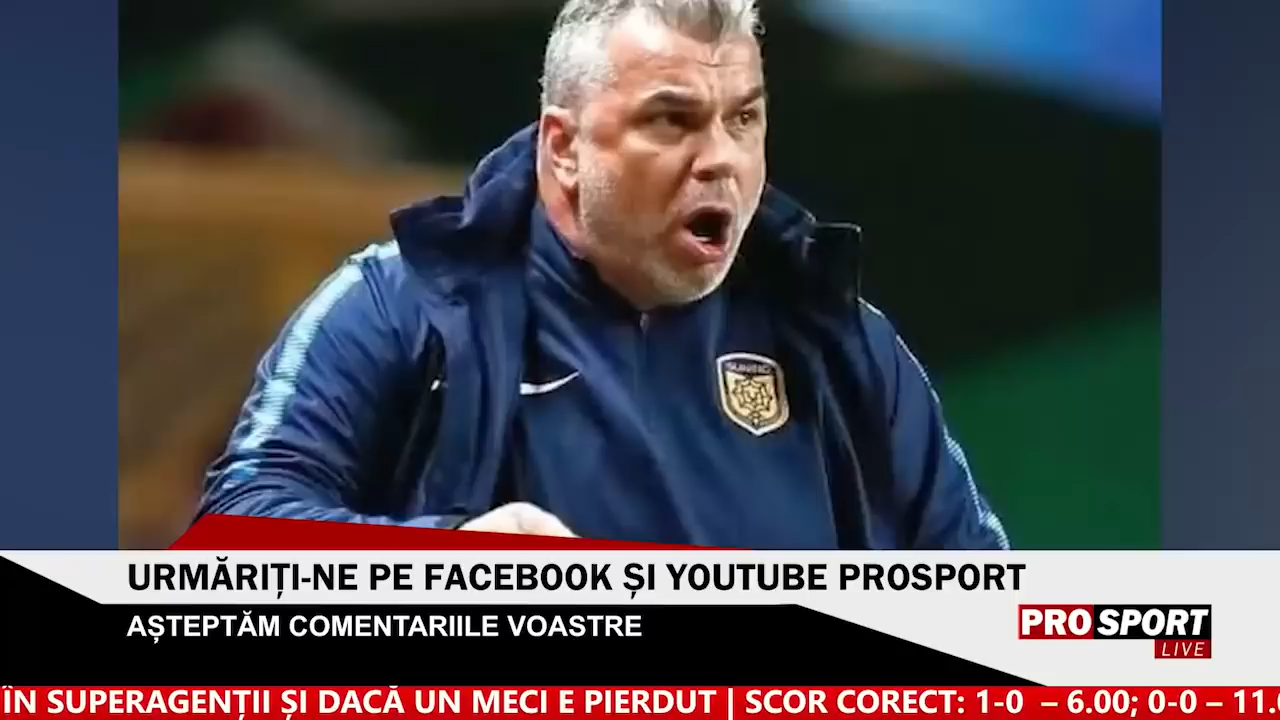 SUNING
URMĂRIȚI-NE PE FACEBOOK ȘI YOUTUBE PROSPORT
AȘTEPTĂM COMENTARIILE VOASTRE
PRO SPORT
LIVE
ÎN SUPERAGENȚII ȘI DACĂ UN MECI E PIERDUT | SCOR CORECT: 1-0 – 6.00; 0-0 – 11.0